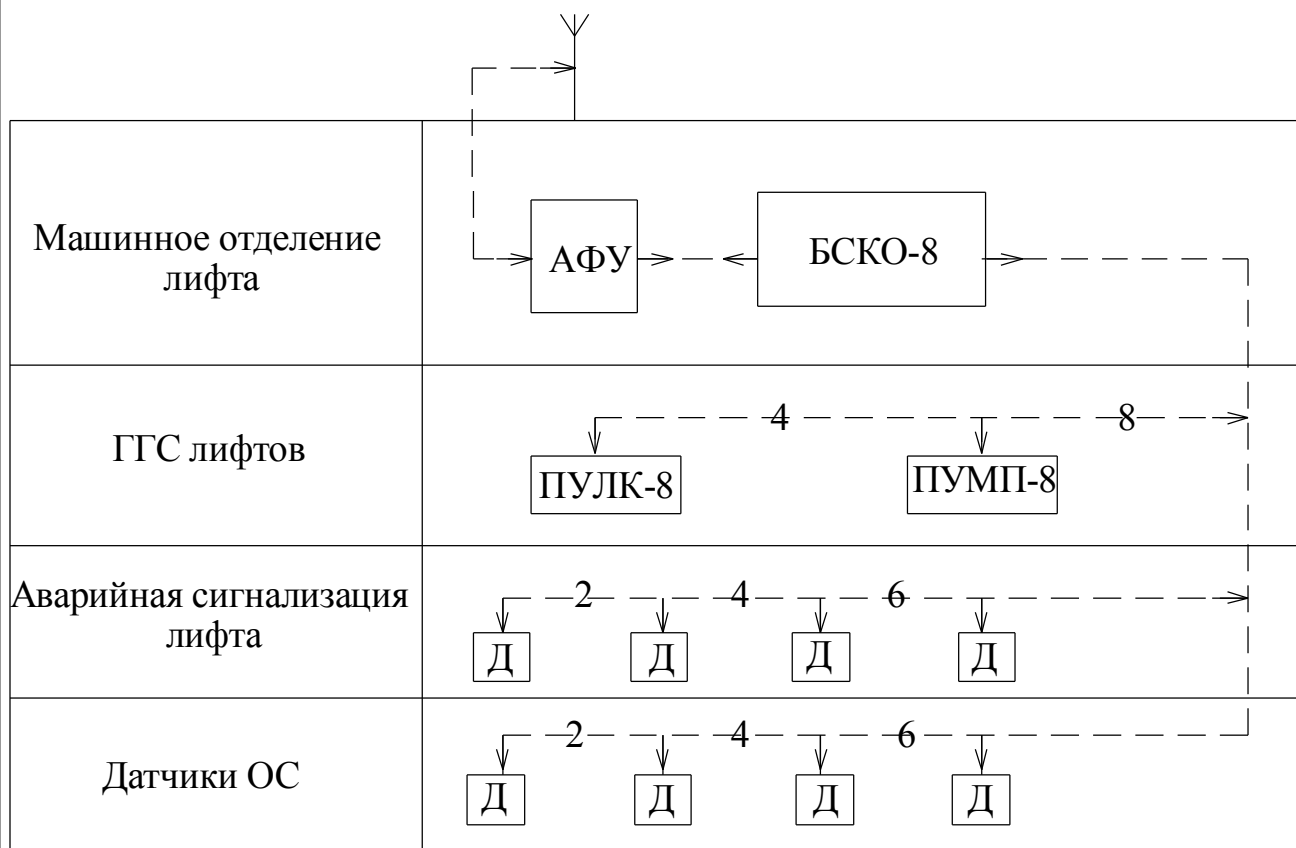 Машинное отделение
лифта
АФУ
БСКО-8
ГГС лифтов
4
8
ПУЛК-8
ПУМП-8
Аварийная сигнализация
лифта
2
4
6
Д
Д
Д
Д
Датчики ОС
2
4
6
Д
Д
Д
Д